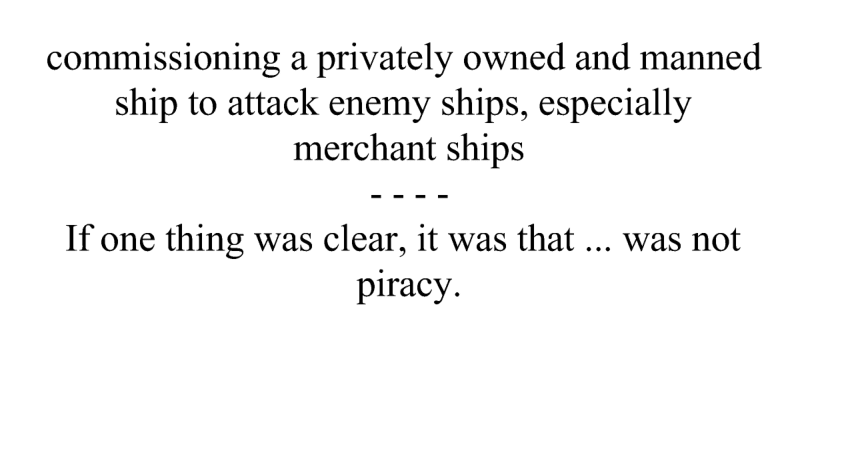 commissioning a privately owned and manned
ship to attack enemy ships, especially
merchant ships
- - - -
If one thing was clear, it was that ... was not
piracy.